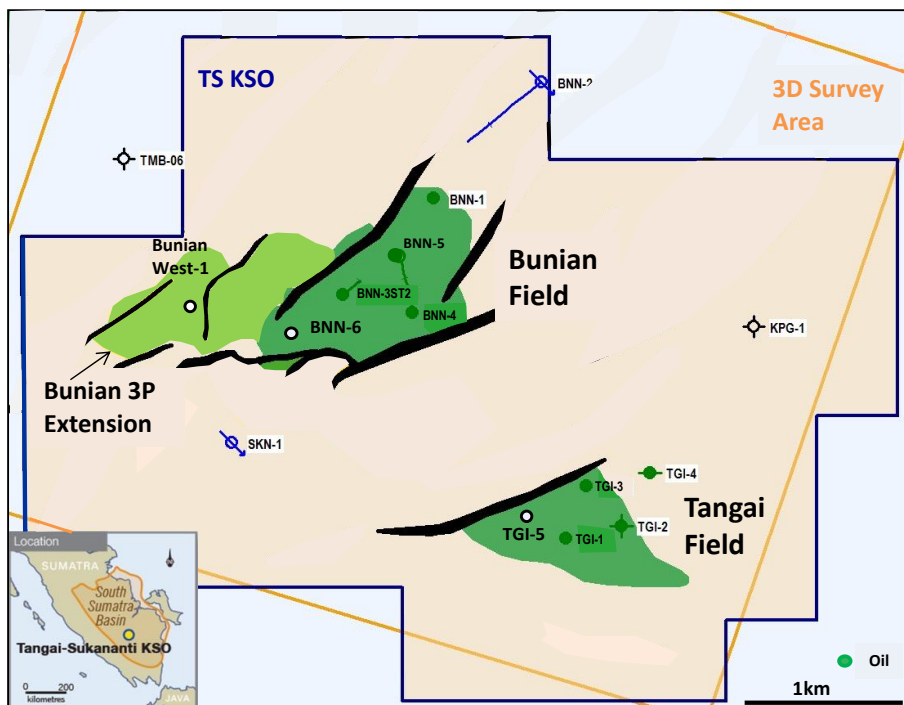 TS KSO
BNN-2
3D Survey
Area
TMB-06
BNN-1
Bunian
West-1
BNN-5
Bunian
Field
BNN-3ST2
BNN-4
BNN-6
KPG-1
Bunian 3P
Extension
SKN-1
TGI-3
TGI-4
Tangai
Field
TGI-5
TGI-2
TGI-1
Location
SUMATRA
South
Sumatra
Basin
Tangai-Sukananti KSO
0 200
kilometres
JAVA
Oil
1km